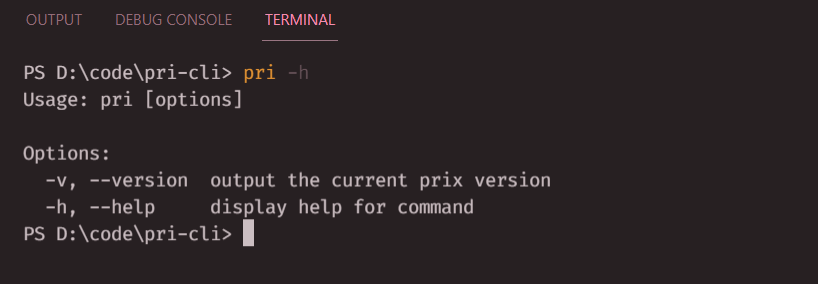 OUTPUT DEBUG CONSOLE TERMINAL
PS D:\code\pri-cli> pri -h
Usage: pri [options]
Options:
  -v, --version  output the current prix version
  -h, --help     display help for command
PS D:\code\pri-cli>